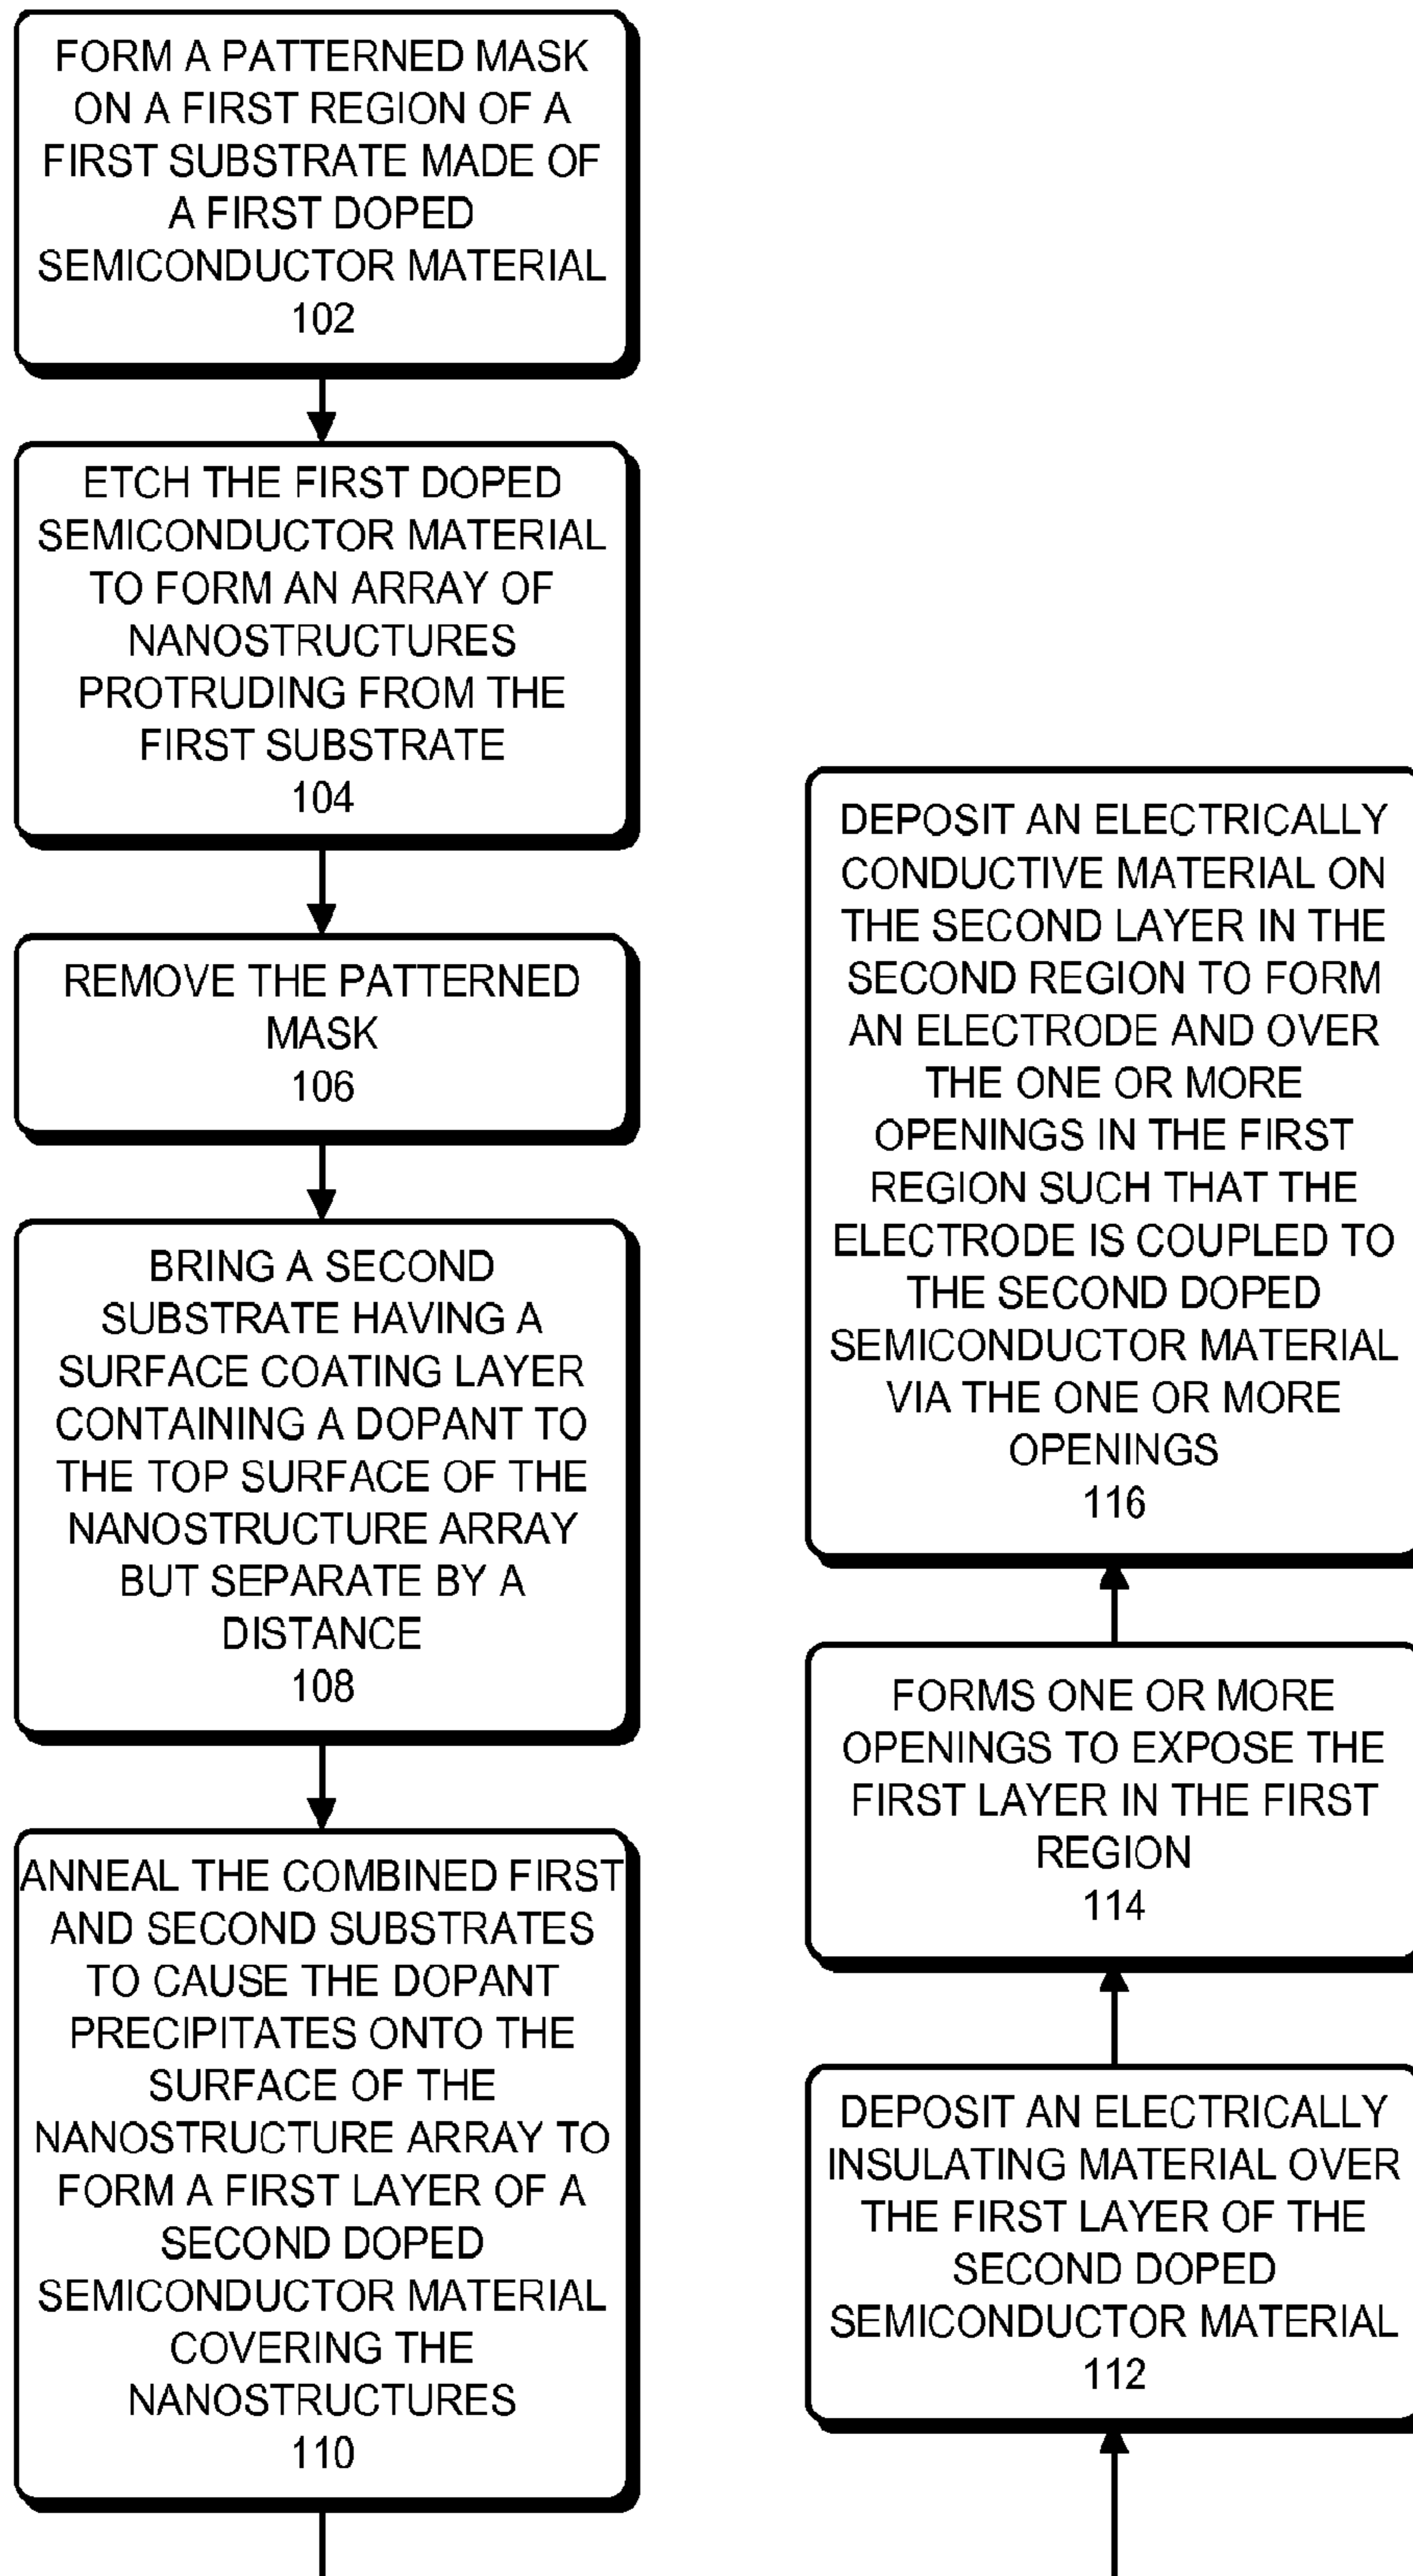 FORM A PATTERNED MASK
ON A FIRST REGION OF A
FIRST SUBSTRATE MADE OF
A FIRST DOPED
SEMICONDUCTOR MATERIAL
102
ETCH THE FIRST DOPED
SEMICONDUCTOR MATERIAL
TO FORM AN ARRAY OF
NANOSTRUCTURES
PROTRUDING FROM THE
FIRST SUBSTRATE
104
REMOVE THE PATTERNED
MASK
106
BRING A SECOND
SUBSTRATE HAVING A
SURFACE COATING LAYER
CONTAINING A DOPANT TO
THE TOP SURFACE OF THE
NANOSTRUCTURE ARRAY
BUT SEPARATE BY A
DISTANCE
108
ANNEAL THE COMBINED FIRST
AND SECOND SUBSTRATES
TO CAUSE THE DOPANT
PRECIPITATES ONTO THE
SURFACE OF THE
NANOSTRUCTURE ARRAY TO
FORM A FIRST LAYER OF A
SECOND DOPED
SEMICONDUCTOR MATERIAL
COVERING THE
NANOSTRUCTURES
110
DEPOSIT AN ELECTRICALLY
INSULATING MATERIAL OVER
THE FIRST LAYER OF THE
SECOND DOPED
SEMICONDUCTOR MATERIAL
112
FORMS ONE OR MORE
OPENINGS TO EXPOSE THE
FIRST LAYER IN THE FIRST
REGION
114
DEPOSIT AN ELECTRICALLY
CONDUCTIVE MATERIAL ON
THE SECOND LAYER IN THE
SECOND REGION TO FORM
AN ELECTRODE AND OVER
THE ONE OR MORE
OPENINGS IN THE FIRST
REGION SUCH THAT THE
ELECTRODE IS COUPLED TO
THE SECOND DOPED
SEMICONDUCTOR MATERIAL
VIA THE ONE OR MORE
OPENINGS
116